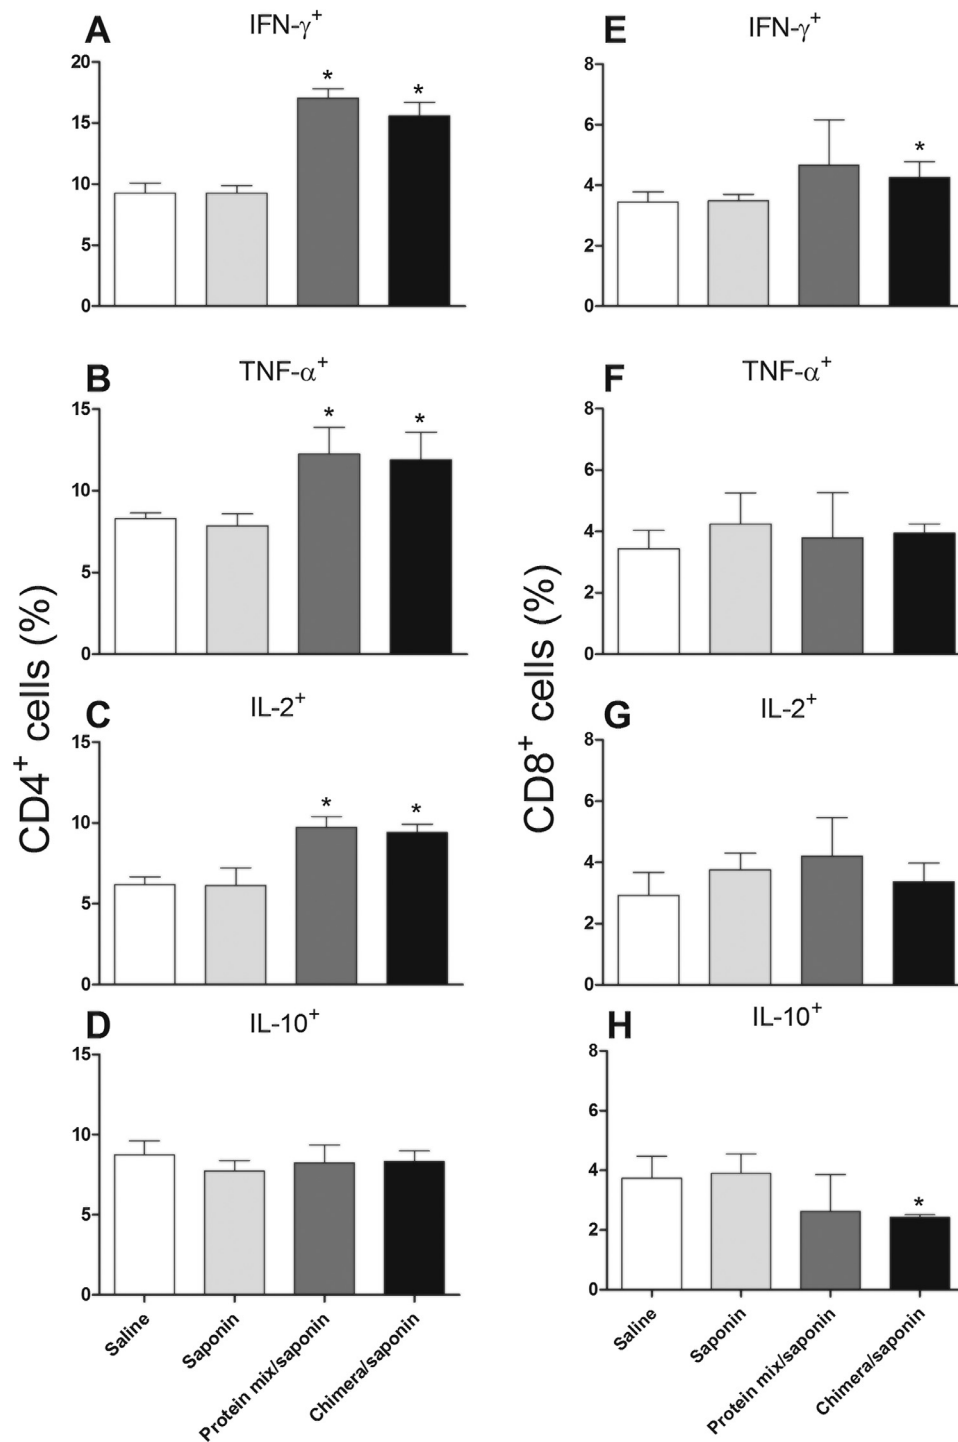 A
IFN-γ⁺
20
15
10
5
0
*
*
E
IFN-γ⁺
8
6
4
2
0
*
B
TNF-α⁺
15
10
5
0
*
*
F
TNF-α⁺
8
6
4
2
0
CD4⁺ cells (%)
CD8⁺ cells (%)
C
IL-2⁺
15
10
5
0
*
*
G
IL-2⁺
8
6
4
2
0
D
IL-10⁺
15
10
5
0
Saline
Saponin
Protein mix/saponin
Chimera/saponin
H
IL-10⁺
8
6
4
2
0
*
Saline
Saponin
Protein mix/saponin
Chimera/saponin